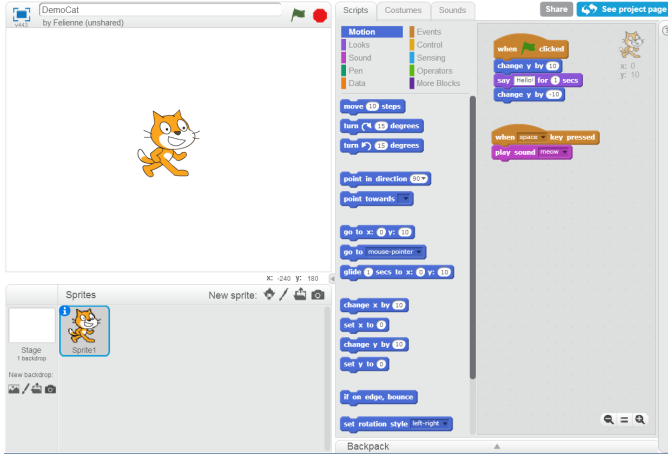 DemoCat
v443
by Felienne (unshared)
X: -240 Y: 180
Sprites
New sprite:
Stage
1 backdrop
New backdrop:
Sprite1
Scripts Costumes Sounds
Share See project page
Motion Events
Looks Control
Sound Sensing
Pen Operators
Data More Blocks
move 10 steps
turn 15 degrees
turn 15 degrees
point in direction 90
point towards
go to x: 0 y: 10
go to mouse-pointer
glide 1 secs to x: 0 y: 10
change x by 10
set x to 0
change y by 10
set y to 0
if on edge, bounce
set rotation style left-right
when clicked
change y by 10
say Hello! for 1 secs
change y by -10
x: 0
y: 10
when space key pressed
play sound meow
Backpack